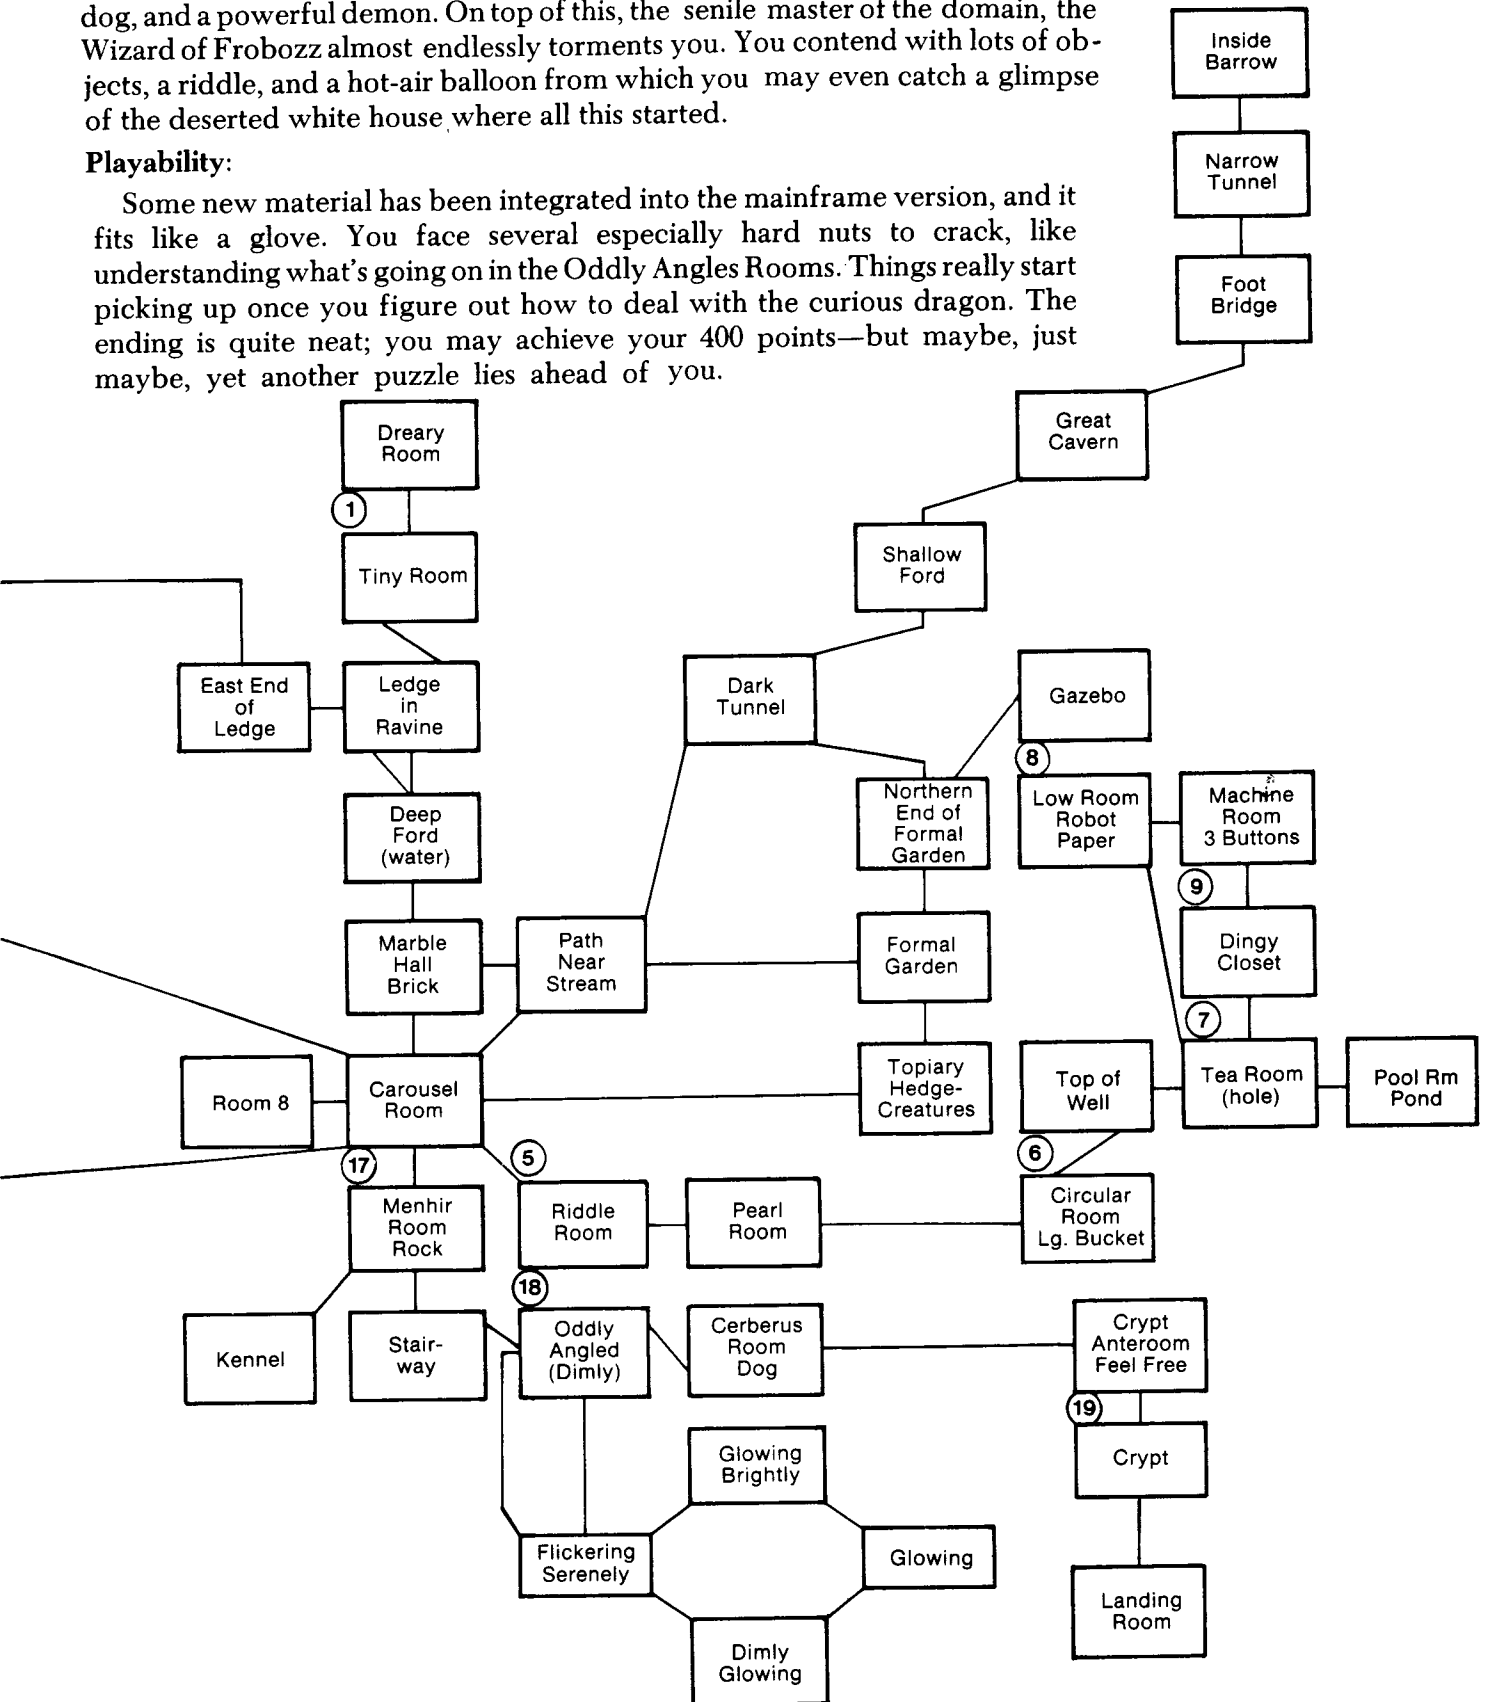 dog, and a powerful demon. On top of this, the senile master of the domain, the
Wizard of Frobozz almost endlessly torments you. You contend with lots of ob-
jects, a riddle, and a hot-air balloon from which you may even catch a glimpse
of the deserted white house where all this started.
Playability:
Some new material has been integrated into the mainframe version, and it
fits like a glove. You face several especially hard nuts to crack, like
understanding what's going on in the Oddly Angles Rooms. Things really start
picking up once you figure out how to deal with the curious dragon. The
ending is quite neat; you may achieve your 400 points—but maybe, just
maybe, yet another puzzle lies ahead of you.
Inside
Barrow
Narrow
Tunnel
Foot
Bridge
Great
Cavern
Dreary
Room
1
Tiny Room
Shallow
Ford
East End
of
Ledge
Ledge
in
Ravine
Dark
Tunnel
Gazebo
8
Deep
Ford
(water)
Northern
End of
Formal
Garden
Low Room
Robot
Paper
Machine
Room
3 Buttons
9
Marble
Hall
Brick
Path
Near
Stream
Formal
Garden
Dingy
Closet
7
Room 8
Carousel
Room
Topiary
Hedge-
Creatures
Top of
Well
Tea Room
(hole)
Pool Rm
Pond
17
5
6
Menhir
Room
Rock
Riddle
Room
Pearl
Room
Circular
Room
Lg. Bucket
18
Kennel
Stair-
way
Oddly
Angled
(Dimly)
Cerberus
Room
Dog
Crypt
Anteroom
Feel Free
19
Glowing
Brightly
Crypt
Flickering
Serenely
Glowing
Landing
Room
Dimly
Glowing